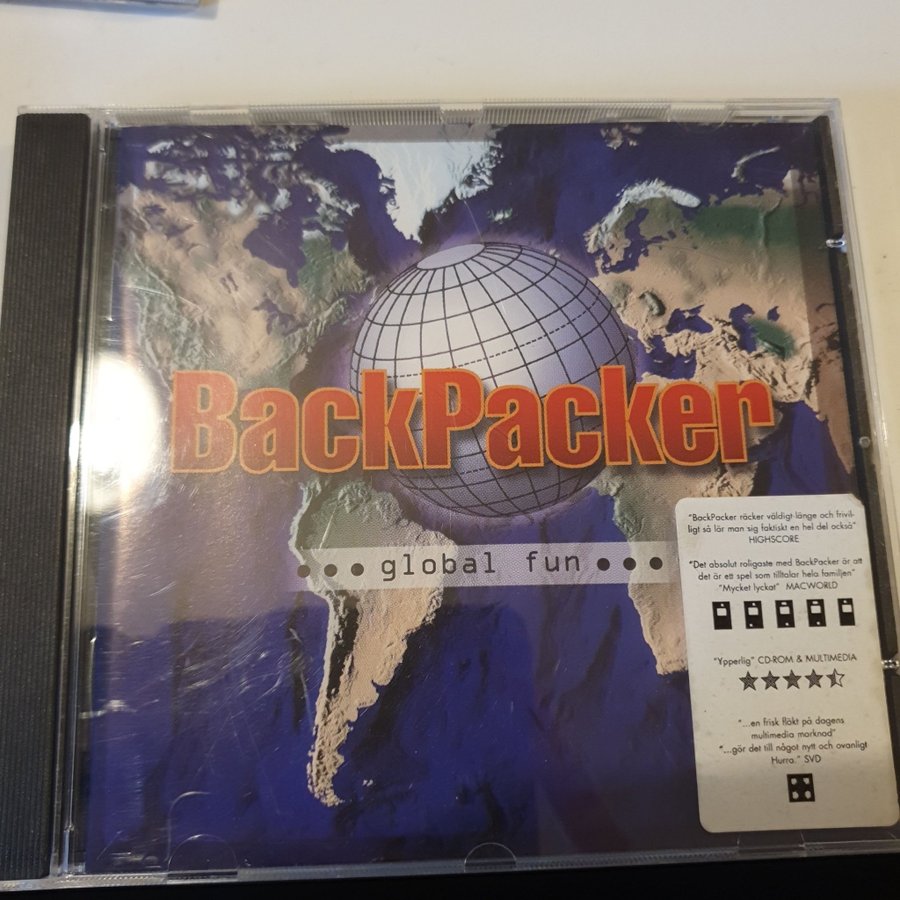 BackPacker
•••global fun•••
"BackPacker räcker väldigt länge och frivil-
ligt så lär man sig faktiskt en hel del också"
HIGHSCORE
"Det absolut roligaste med BackPacker är att
det är ett spel som tilltalar hela familjen"
"Mycket lyckat" MACWORLD
"Ypperlig" CD-ROM & MULTIMEDIA
"...en frisk fläkt på dagens
multimedia marknad"
"...gör det till något nytt och ovanligt
Hurra." SVD